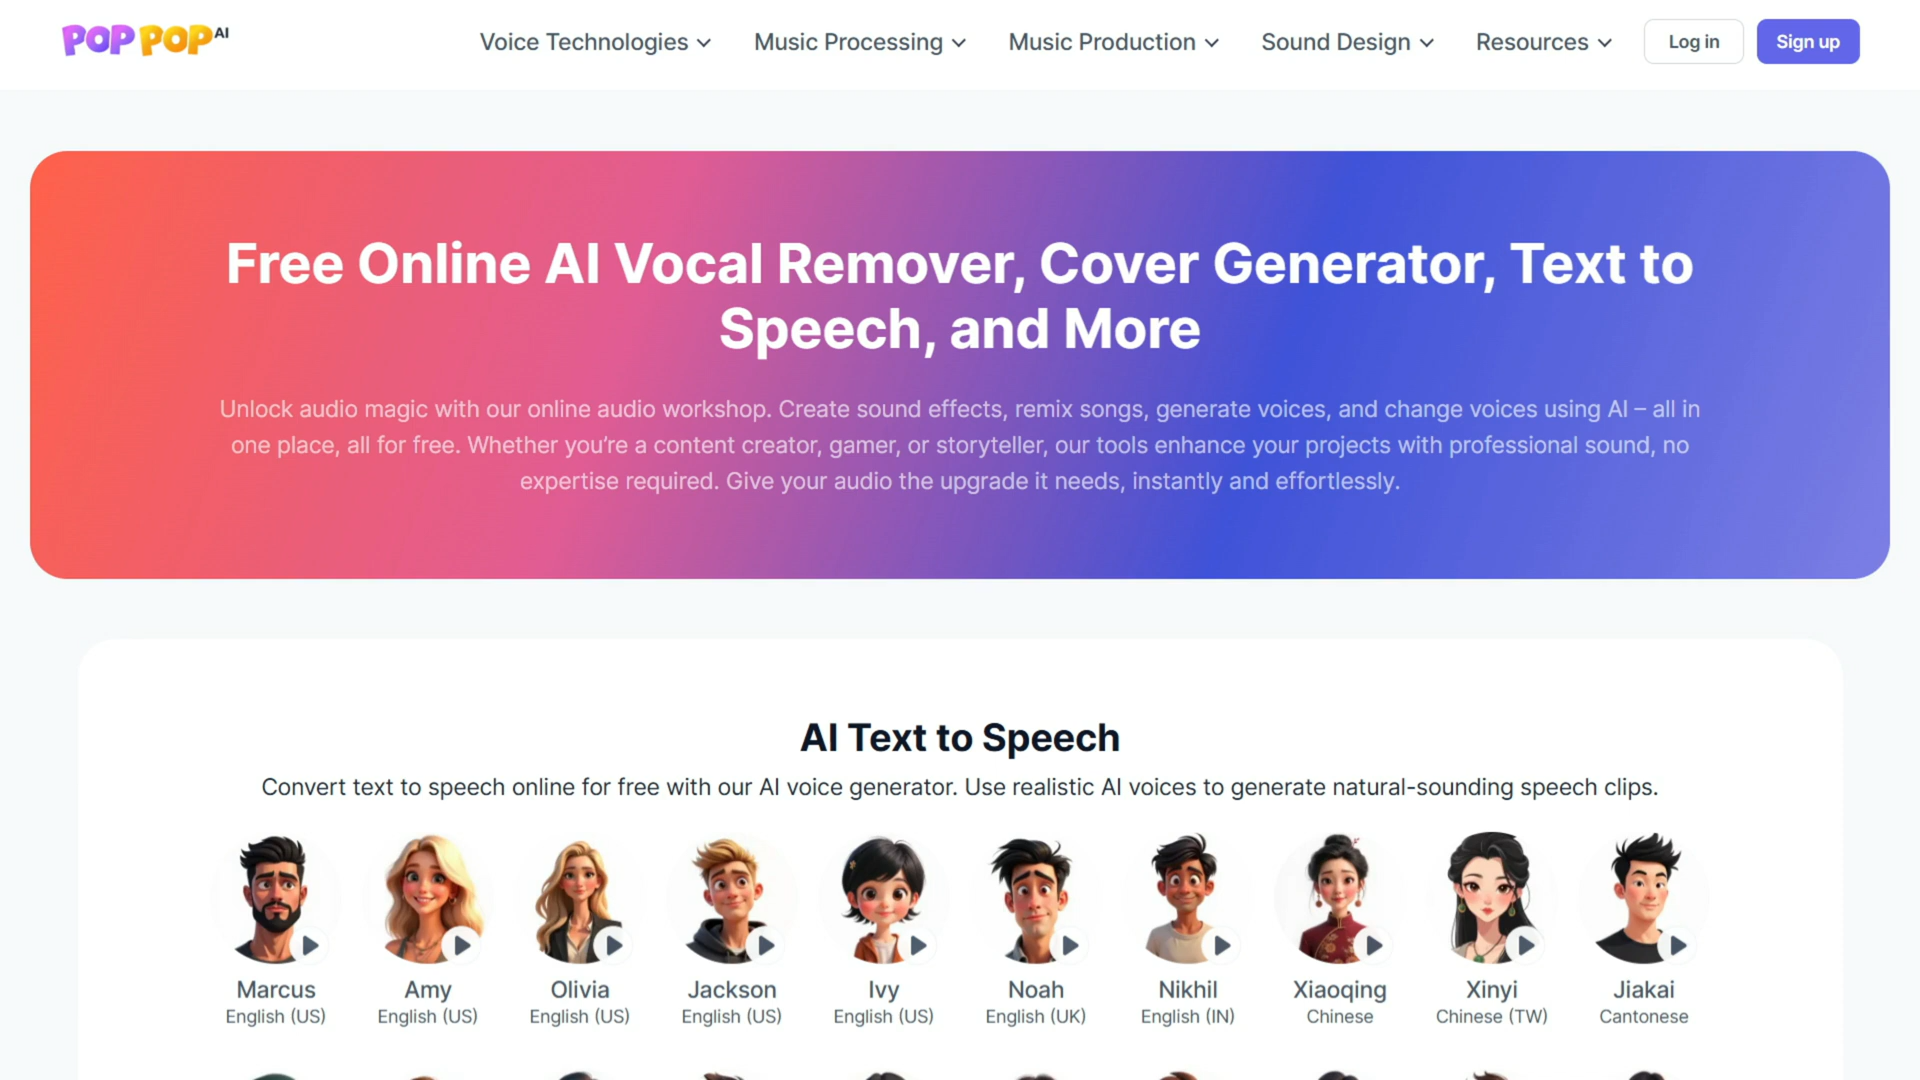 POP POP AI
Voice Technologies
Music Processing
Music Production
Sound Design
Resources
Log in
Sign up
Free Online AI Vocal Remover, Cover Generator, Text to
Speech, and More
Unlock audio magic with our online audio workshop. Create sound effects, remix songs, generate voices, and change voices using AI – all in
one place, all for free. Whether you’re a content creator, gamer, or storyteller, our tools enhance your projects with professional sound, no
expertise required. Give your audio the upgrade it needs, instantly and effortlessly.
AI Text to Speech
Convert text to speech online for free with our AI voice generator. Use realistic AI voices to generate natural-sounding speech clips.
Marcus
English (US)
Amy
English (US)
Olivia
English (US)
Jackson
English (US)
Ivy
English (US)
Noah
English (UK)
Nikhil
English (IN)
Xiaoqing
Chinese
Xinyi
Chinese (TW)
Jiakai
Cantonese